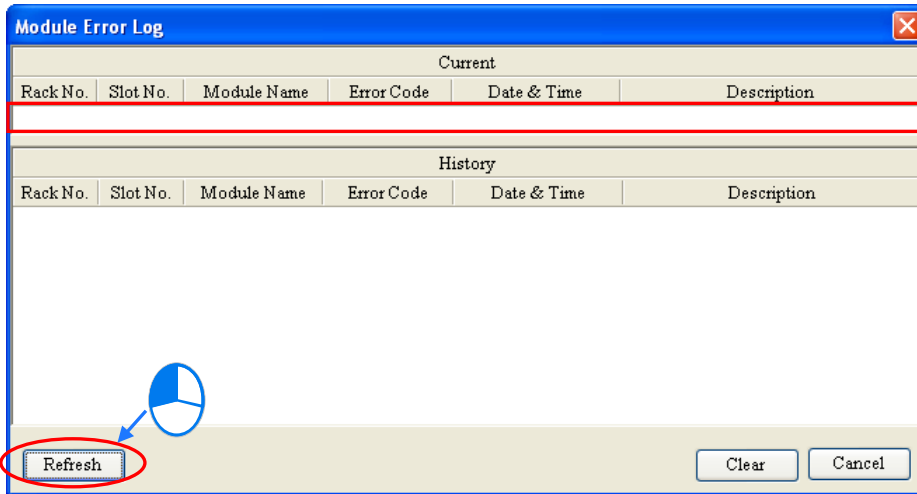 Module Error Log
Current
Rack No. Slot No. Module Name Error Code Date & Time Description
History
Rack No. Slot No. Module Name Error Code Date & Time Description
Refresh Clear Cancel